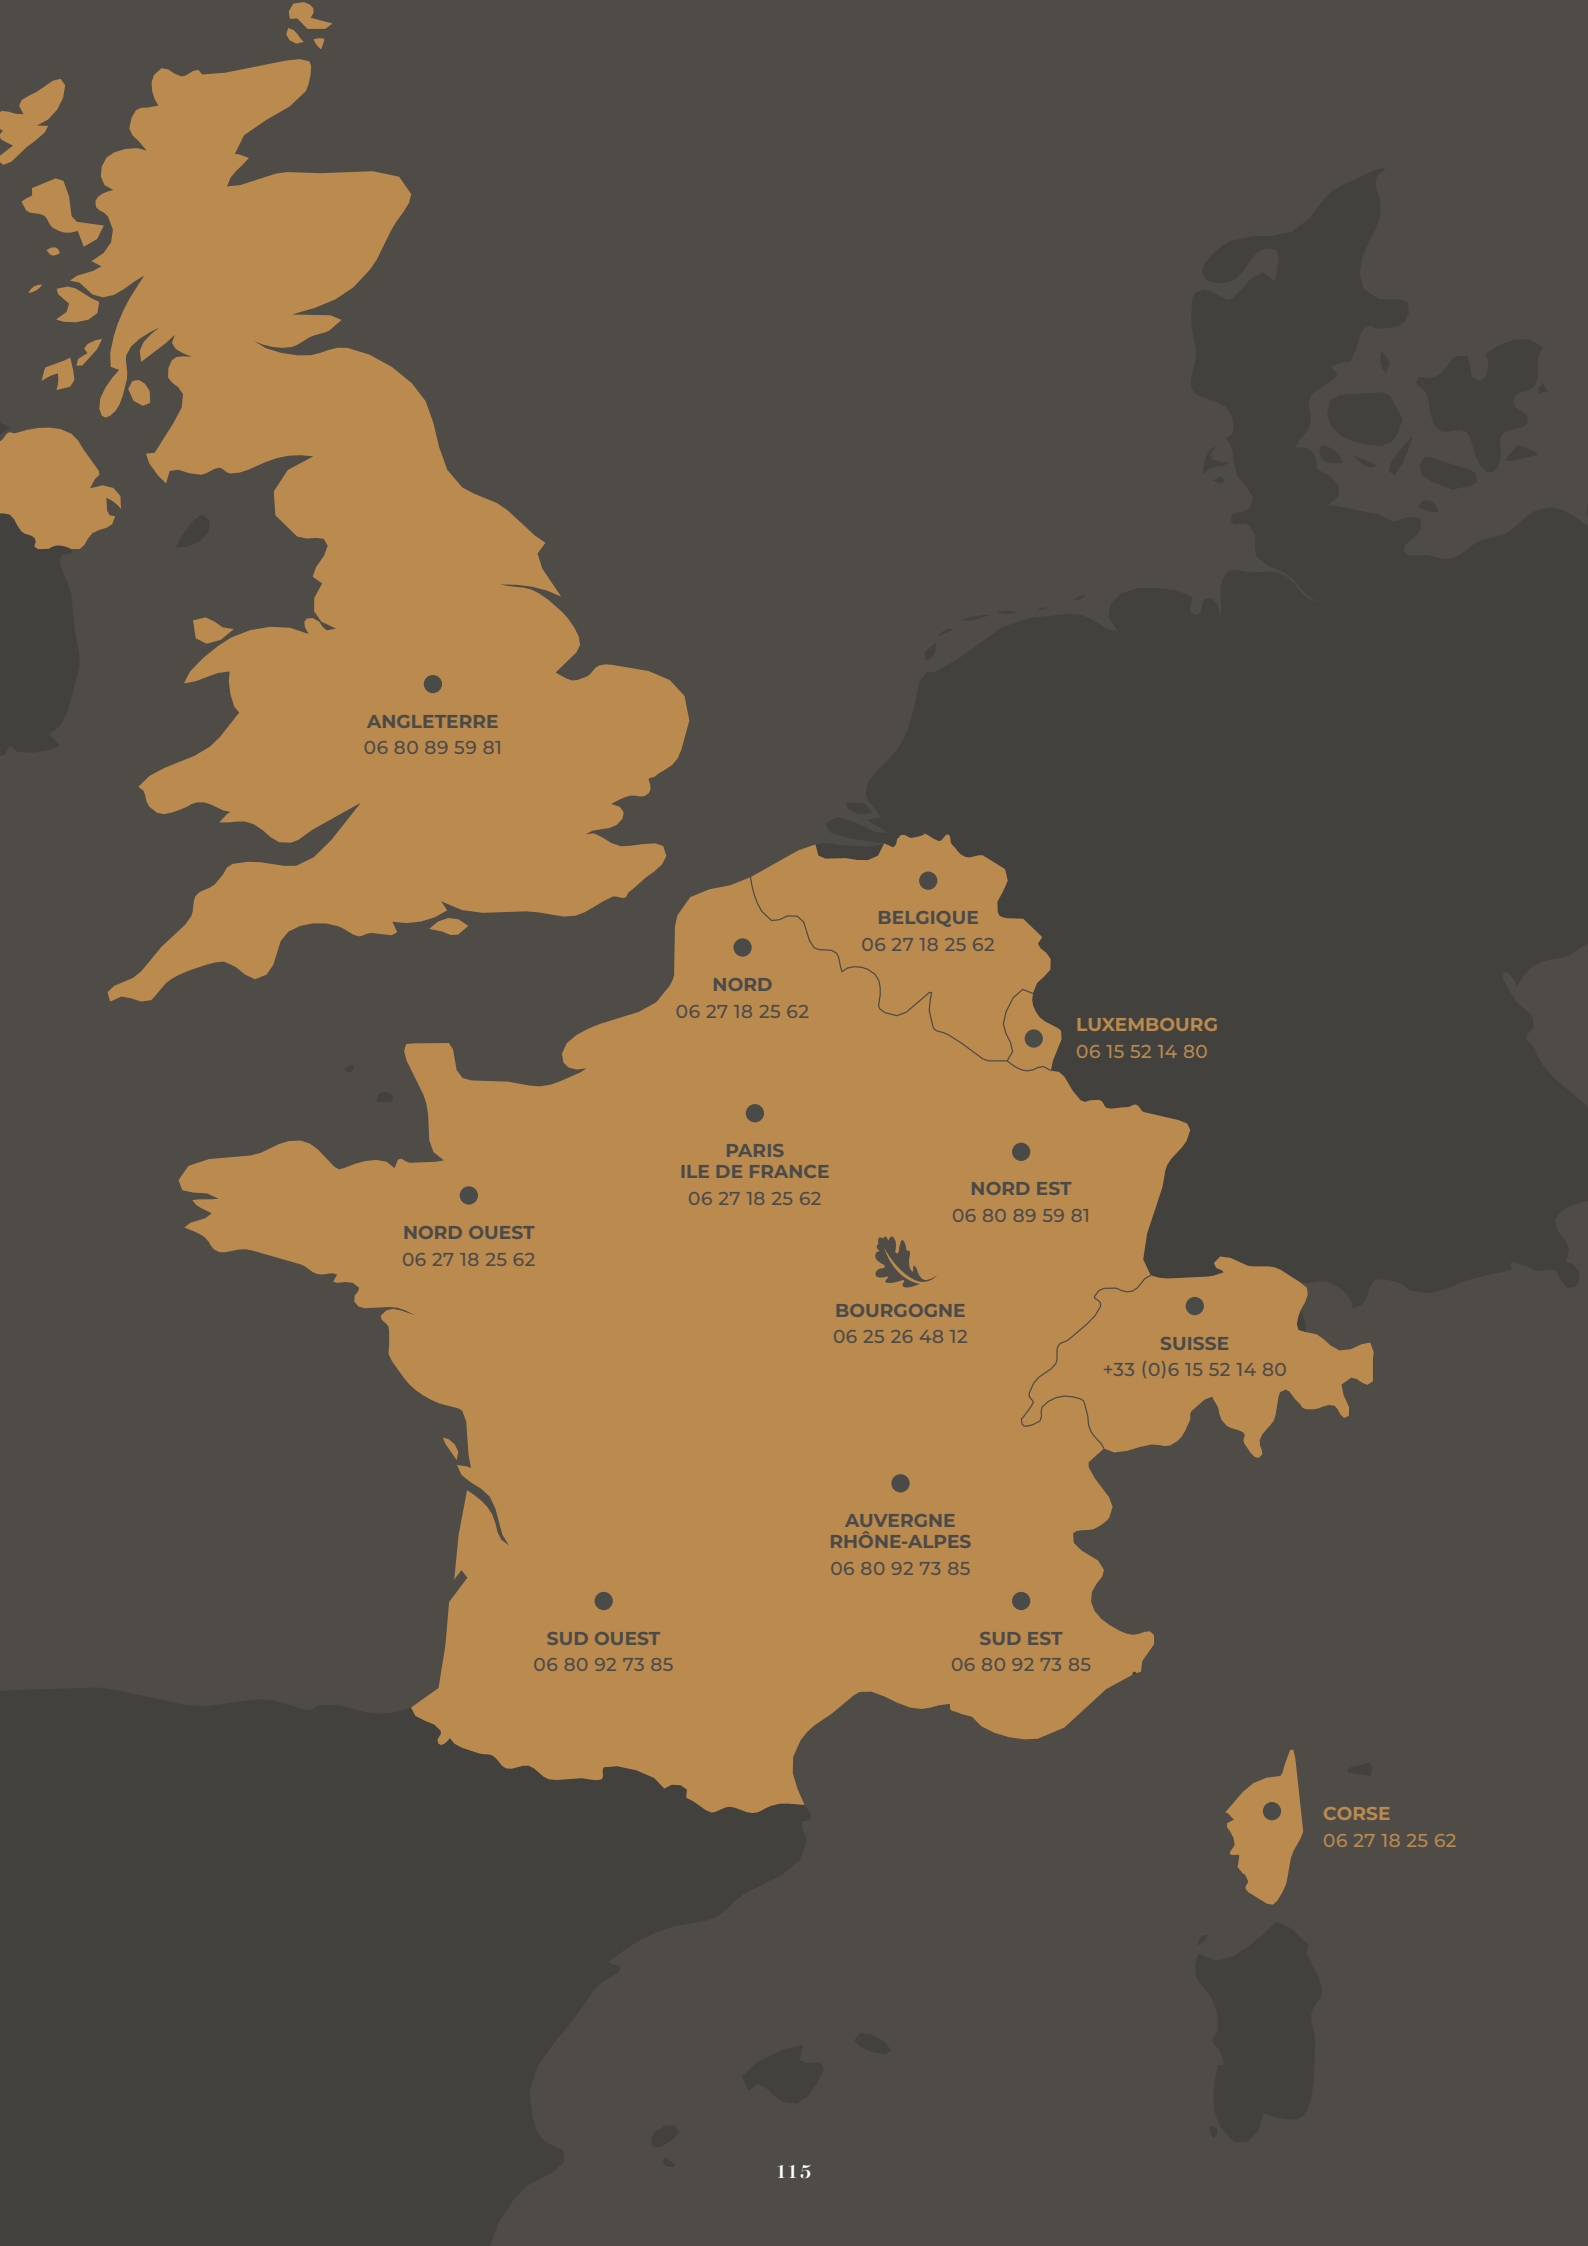 ANGLETERRE
06 80 89 59 81
BELGIQUE
06 27 18 25 62
NORD
06 27 18 25 62
LUXEMBOURG
06 15 52 14 80
PARIS
ILE DE FRANCE
06 27 18 25 62
NORD EST
06 80 89 59 81
NORD OUEST
06 27 18 25 62
BOURGOGNE
06 25 26 48 12
SUISSE
+33 (0)6 15 52 14 80
AUVERGNE
RHÔNE-ALPES
06 80 92 73 85
SUD OUEST
06 80 92 73 85
SUD EST
06 80 92 73 85
CORSE
06 27 18 25 62
115